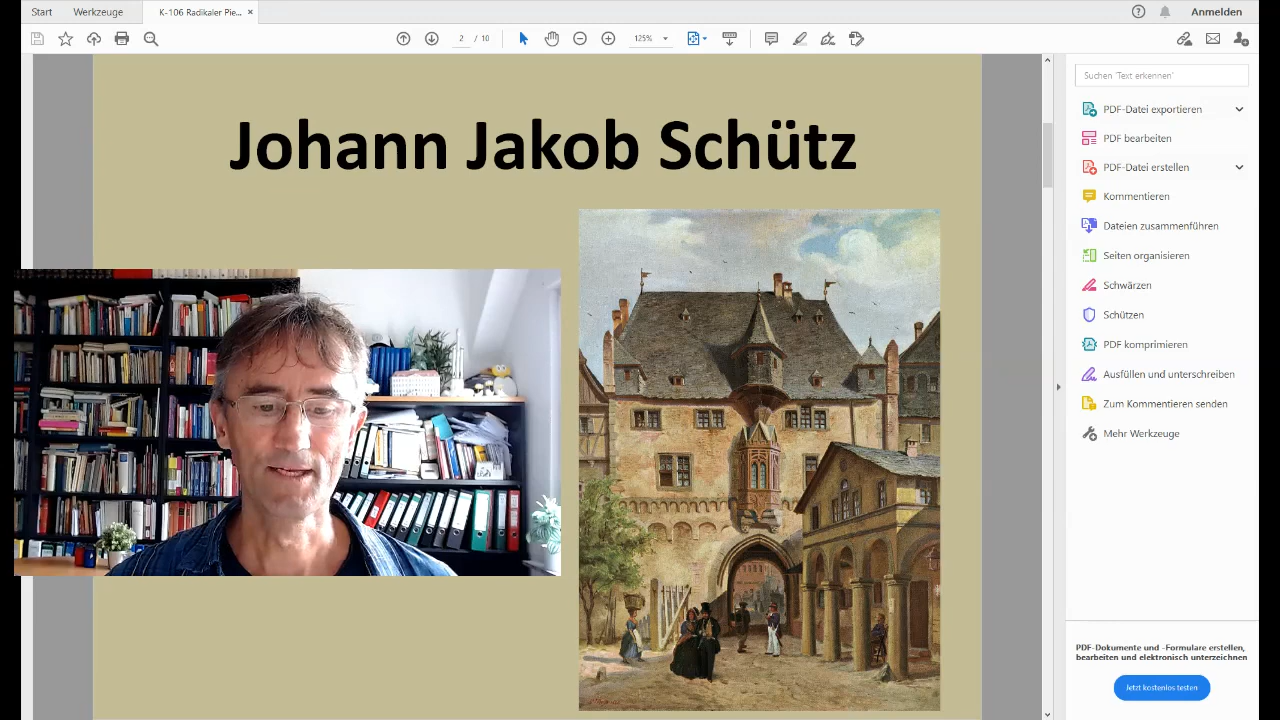 Start
Werkzeuge
K-106 Radikaler Pie...
Anmelden
2 / 10
125%
Johann Jakob Schütz
Suchen 'Text erkennen'
PDF-Datei exportieren
PDF bearbeiten
PDF-Datei erstellen
Kommentieren
Dateien zusammenführen
Seiten organisieren
Schwärzen
Schützen
PDF komprimieren
Ausfüllen und unterschreiben
Zum Kommentieren senden
Mehr Werkzeuge
PDF-Dokumente und -Formulare erstellen,
bearbeiten und elektronisch unterzeichnen
Jetzt kostenlos testen